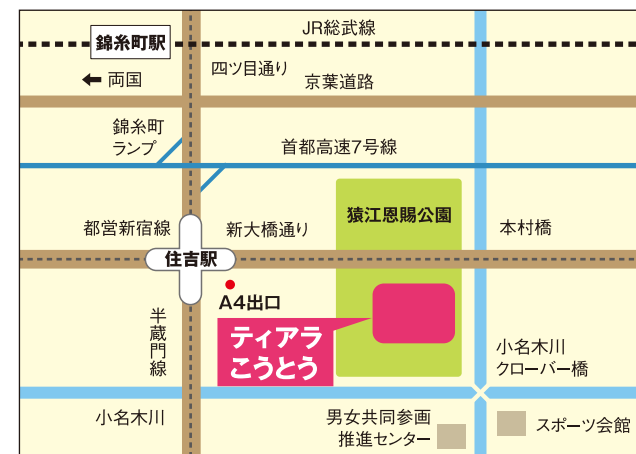 JR総武線
錦糸町駅
四ツ目通り
両国
京葉道路
錦糸町
ランプ
首都高速7号線
猿江恩賜公園
都営新宿線
新大橋通り
本村橋
住吉駅
A4出口
半蔵門線
ティアラ
こうとう
小名木川
クローバー橋
小名木川
男女共同参画
推進センター
スポーツ会館